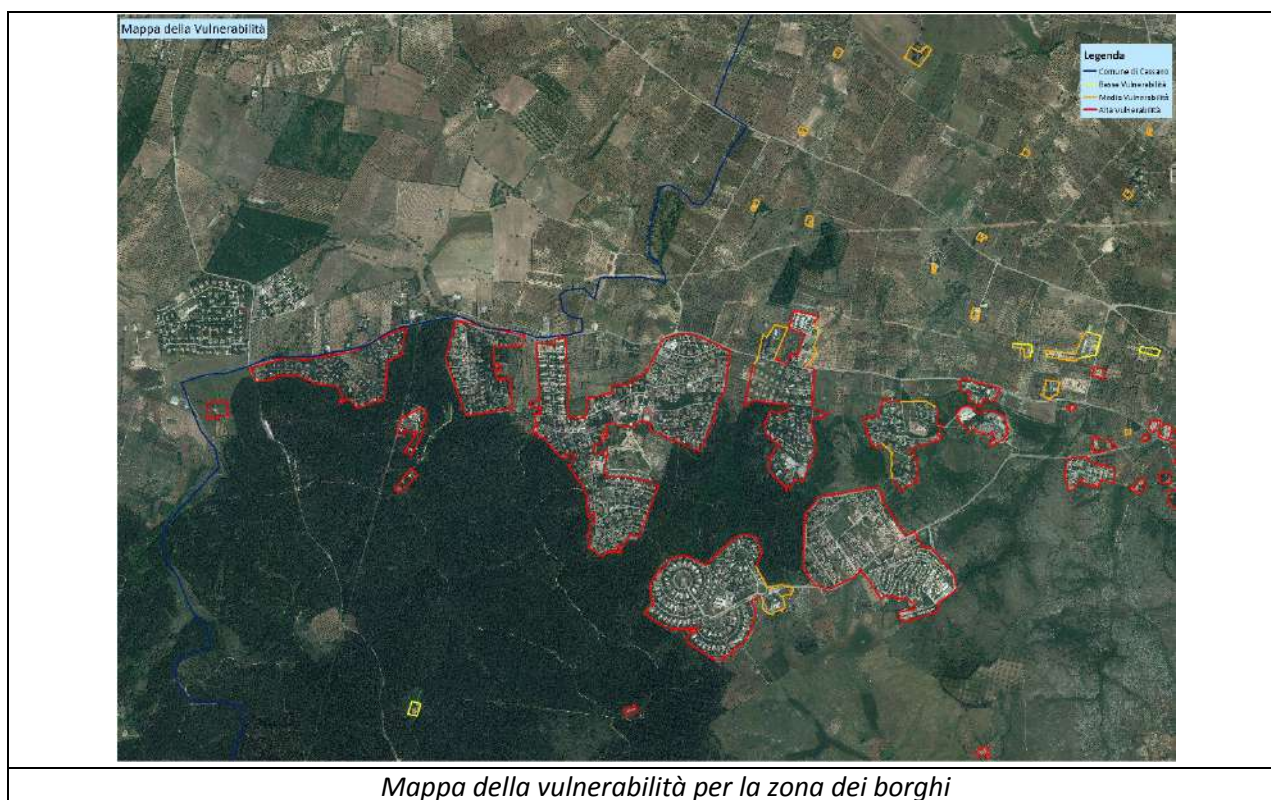 Mappa della Vulnerabilità
Legenda
Comune di Cassano
Bassa Vulnerabilità
Media Vulnerabilità
Alta Vulnerabilità
Mappa della vulnerabilità per la zona dei borghi